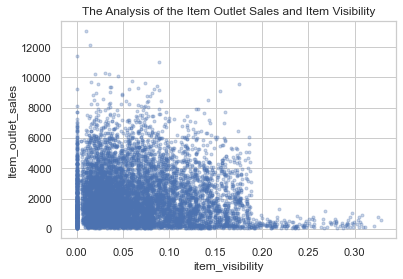 The Analysis of the Item Outlet Sales and Item Visibility
12000
10000
8000
6000
4000
2000
0
Item_outlet_sales
0.00 0.05 0.10 0.15 0.20 0.25 0.30
item_visibility